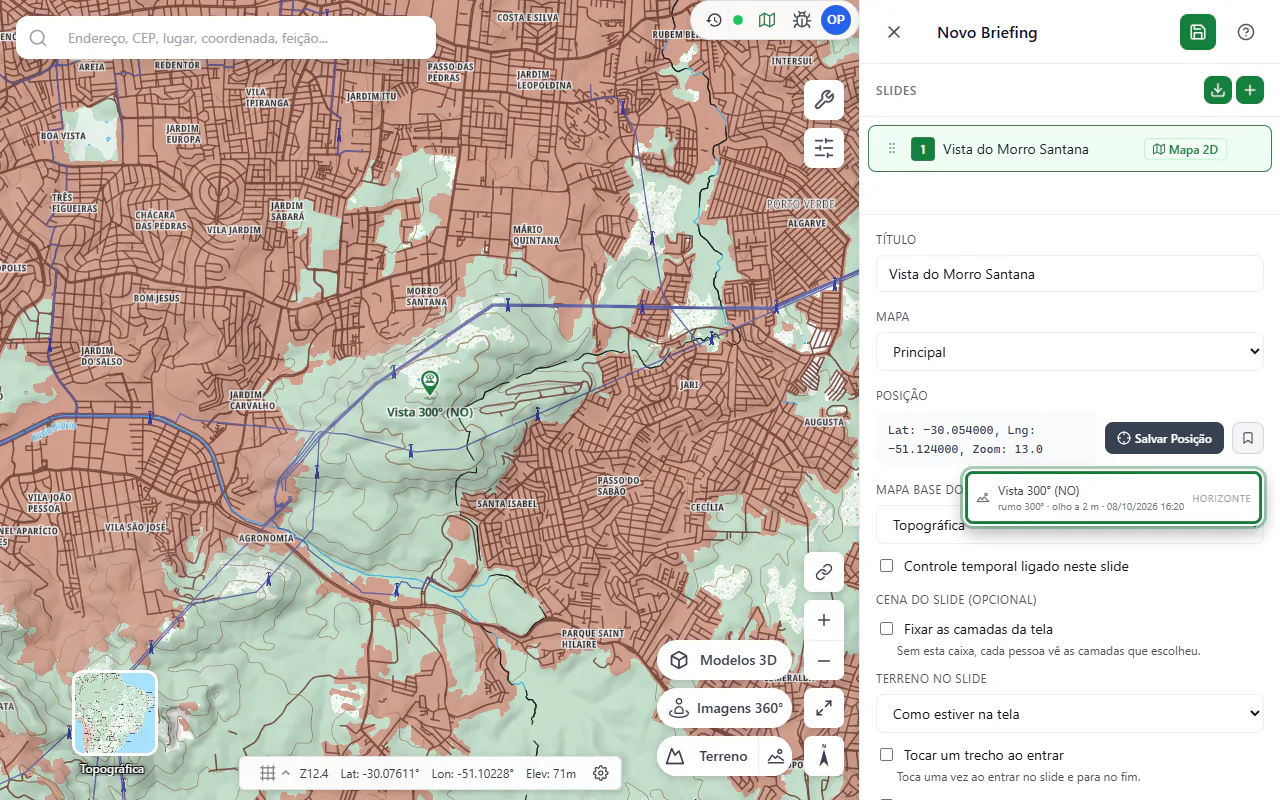 Endereço, CEP, lugar, coordenada, feição...
OP
COSTA E SILVA
RUBEM BE
AREIA
REDENTOR
PASSO DAS
PEDRAS
JARDIM
LEOPOLDINA
INTERSUL
VILA
IPIRANGA
JARDIM ITU
BOA VISTA
JARDIM
EUROPA
TRÊS
FIGUEIRAS
CHÁCARA
DAS PEDRAS
VILA JARDIM
JARDIM
SABARÁ
MÁRIO
QUINTANA
PORTO VERDE
ALGARVE
BOM JESUS
MORRO
SANTANA
JARDIM
DO SALSO
JARDIM
CARVALHO
Vista 300° (NO)
JARI
AUGUSTA
VILA JOÃO
PESSOA
VILA SÃO JOSÉ
AGRONOMIA
SANTA ISABEL
PASSO DO
SABÃO
CECÍLIA
PARQUE SAINT
HILAIRE
Modelos 3D
Imagens 360°
Terreno
N
Topográfica
Z12.4 Lat: -30.07611° Lon: -51.10228° Elev: 71m
Novo Briefing
SLIDES
1 Vista do Morro Santana Mapa 2D
TÍTULO
Vista do Morro Santana
MAPA
Principal
POSIÇÃO
Lat: −30.054000, Lng:
−51.124000, Zoom: 13.0
Salvar Posição
MAPA BASE DO
Vista 300° (NO)
rumo 300° · olho a 2 m · 08/10/2026 16:20
HORIZONTE
Topográfica
Controle temporal ligado neste slide
CENA DO SLIDE (OPCIONAL)
Fixar as camadas da tela
Sem esta caixa, cada pessoa vê as camadas que escolheu.
TERRENO NO SLIDE
Como estiver na tela
Tocar um trecho ao entrar
Toca uma vez ao entrar no slide e para no fim.